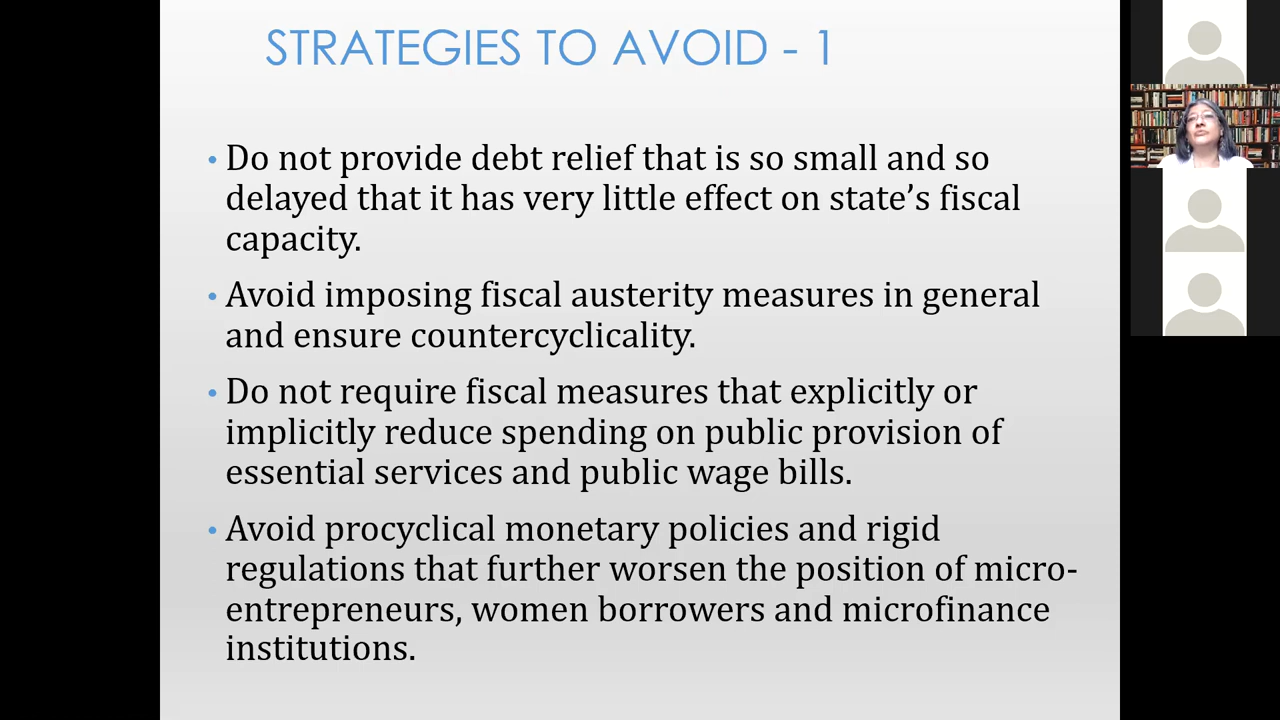 STRATEGIES TO AVOID - 1
• Do not provide debt relief that is so small and so
delayed that it has very little effect on state’s fiscal
capacity.
• Avoid imposing fiscal austerity measures in general
and ensure countercyclicality.
• Do not require fiscal measures that explicitly or
implicitly reduce spending on public provision of
essential services and public wage bills.
• Avoid procyclical monetary policies and rigid
regulations that further worsen the position of micro-
entrepreneurs, women borrowers and microfinance
institutions.